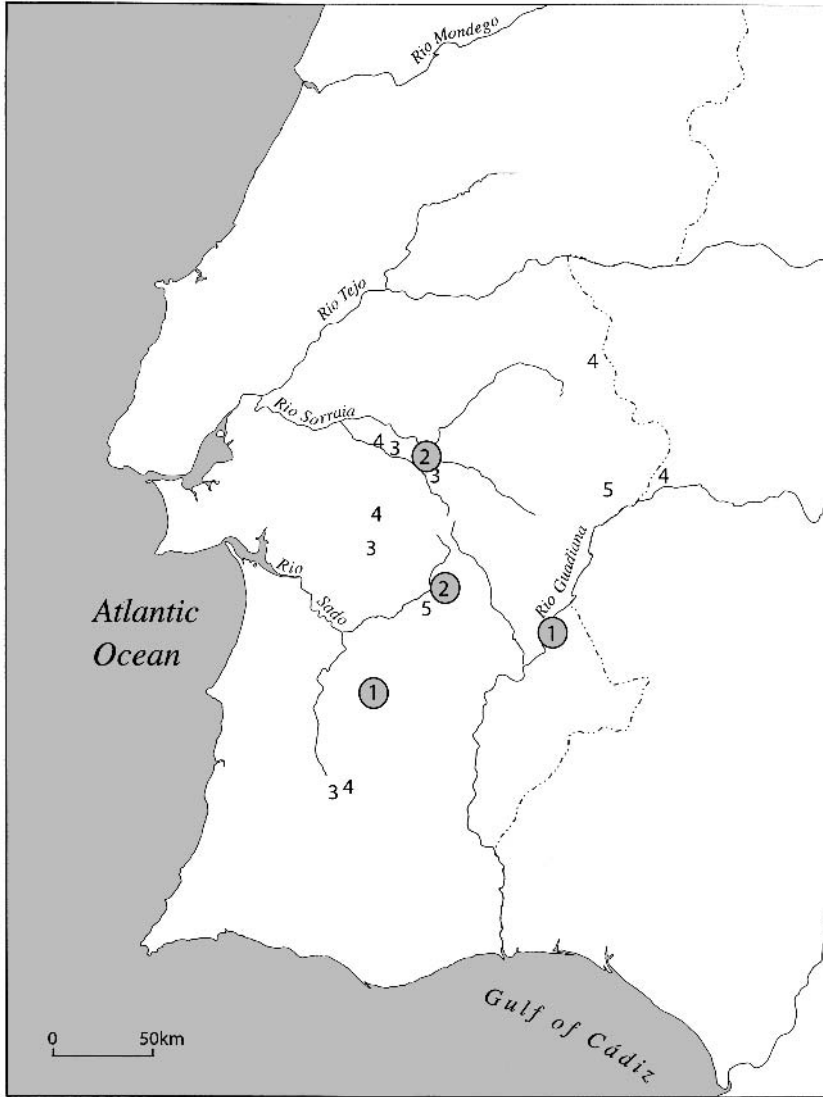 Rio Mondego
Rio Tejo
4
Rio Sorraia
4
3
2
3
4
5
4
3
Rio
Sado
2
5
Rio Guadiana
1
Atlantic
Ocean
1
3
4
0
50km
Gulf of Cádiz